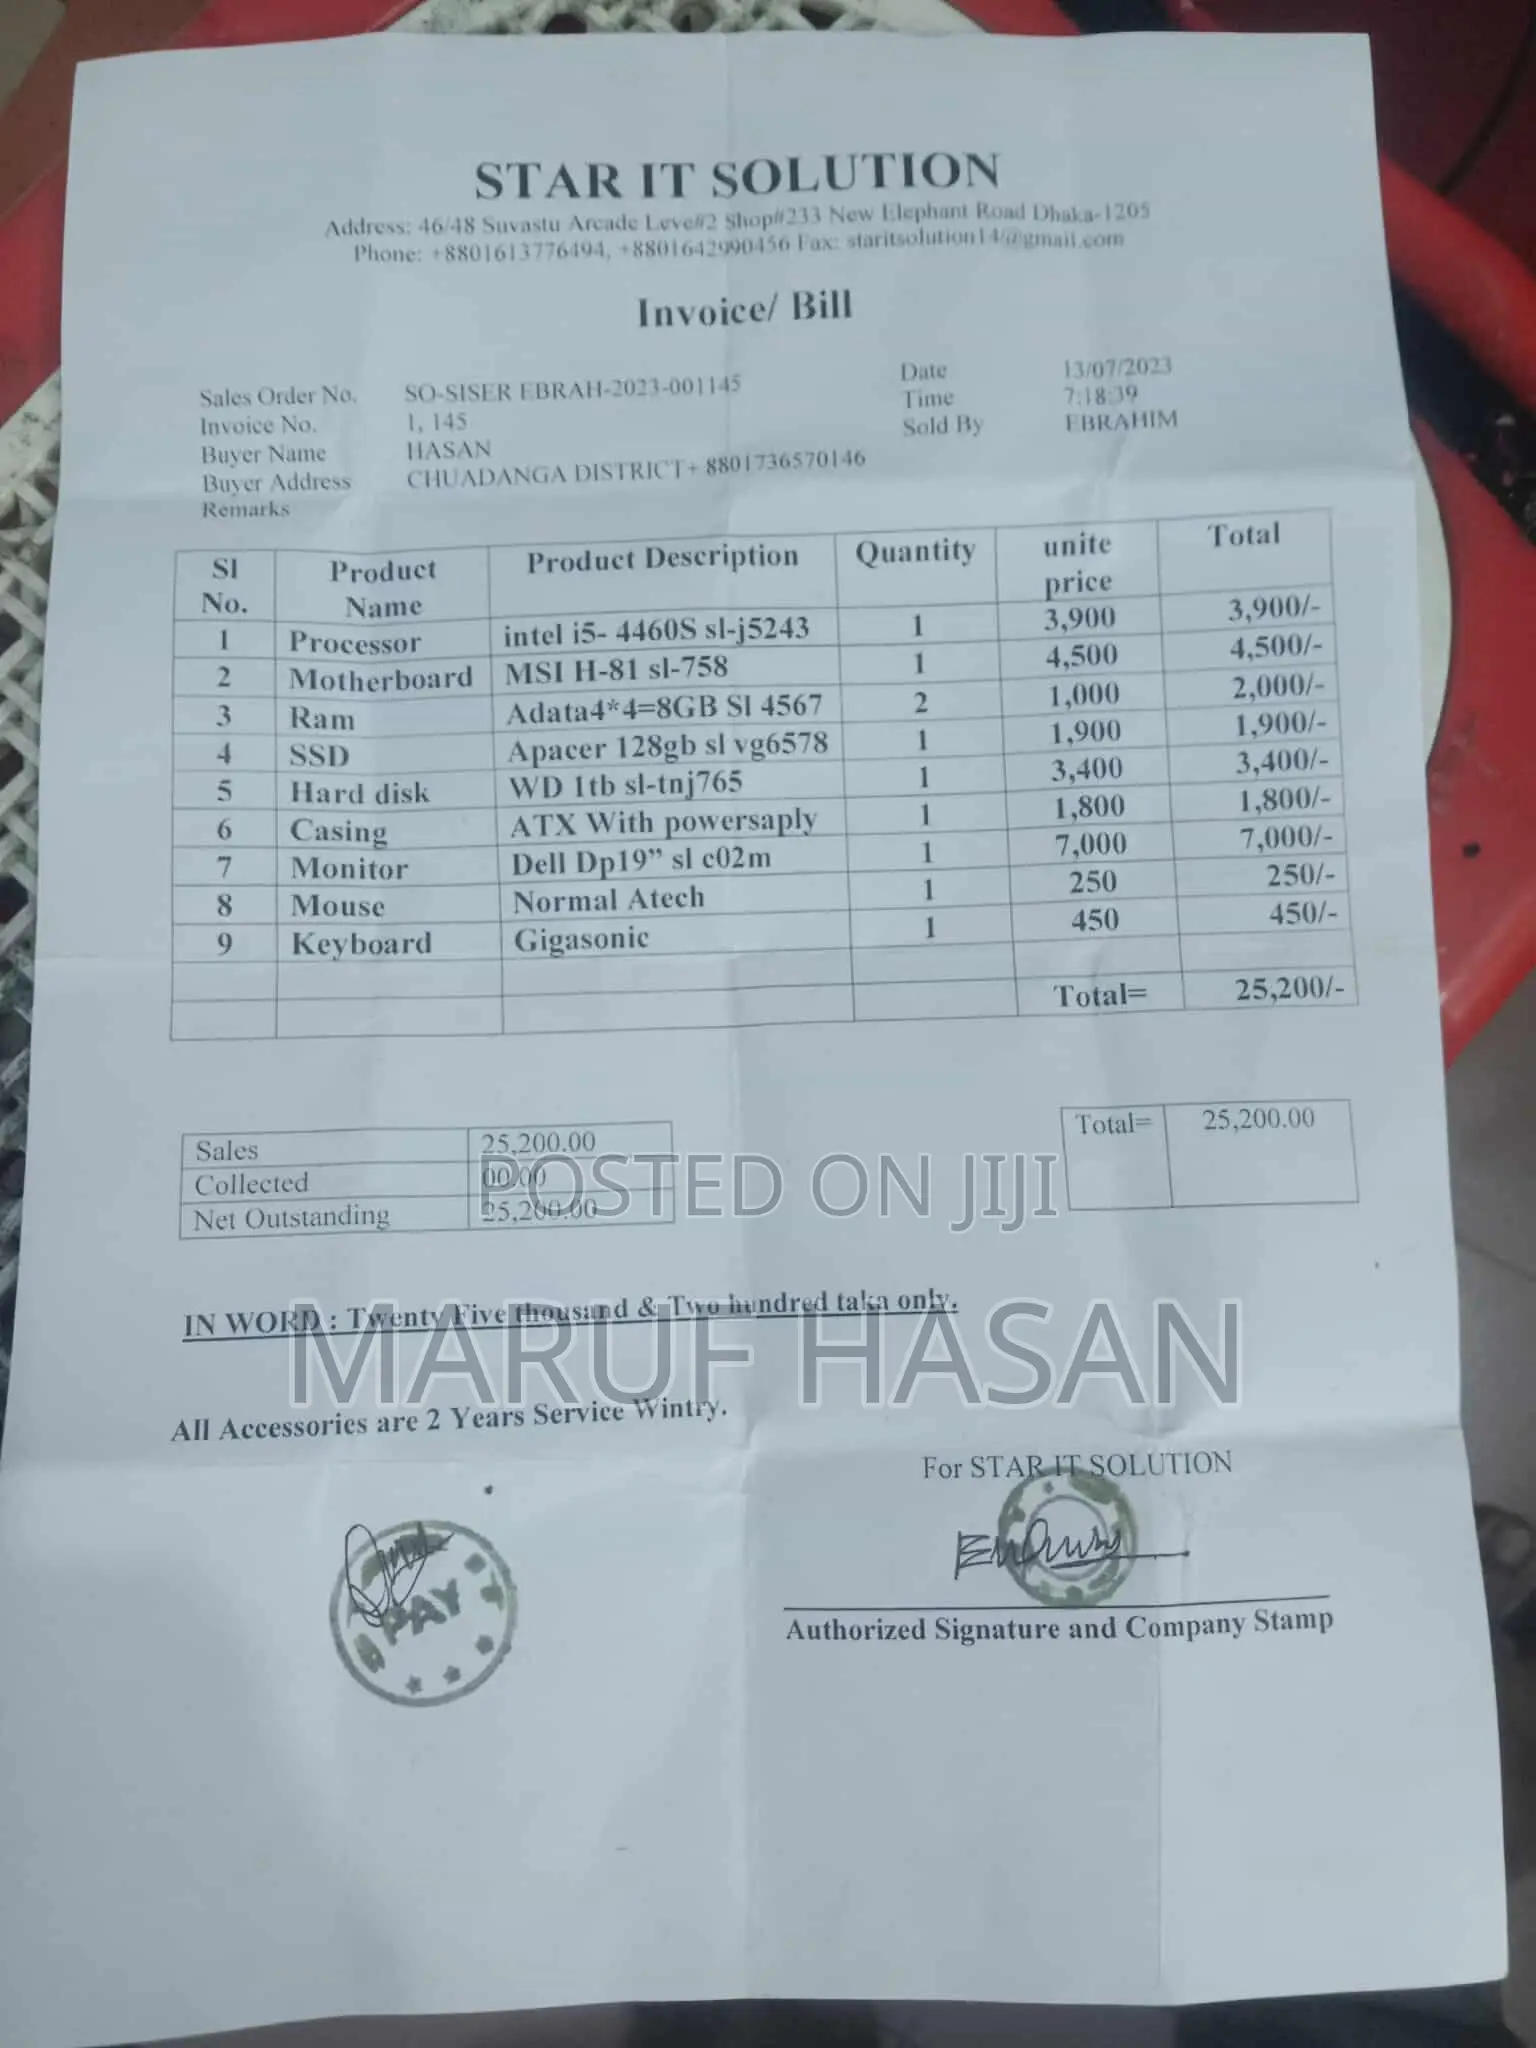 STAR IT SOLUTION
Address: 46/48 Suvastu Arcade Leve#2 Shop#233 New Elephant Road Dhaka-1205
Phone: +8801613776494, +8801642990456 Fax: staritsolution14@gmail.com
Invoice/ Bill
Sales Order No. SO-SISER EBRAH-2023-001145
Invoice No. 1, 145
Buyer Name HASAN
Buyer Address CHUADANGA DISTRICT+ 8801736570146
Remarks
Date 13/07/2023
Time 7:18:39
Sold By EBRAHIM
Sl No. Product Name Product Description Quantity unite price Total
1 Processor intel i5- 4460S sl-j5243 1 3,900 3,900/-
2 Motherboard MSI H-81 sl-758 1 4,500 4,500/-
3 Ram Adata4*4=8GB Sl 4567 2 1,000 2,000/-
4 SSD Apacer 128gb sl vg6578 1 1,900 1,900/-
5 Hard disk WD 1tb sl-tnj765 1 3,400 3,400/-
6 Casing ATX With powersaply 1 1,800 1,800/-
7 Monitor Dell Dp19” sl c02m 1 7,000 7,000/-
8 Mouse Normal Atech 1 250 250/-
9 Keyboard Gigasonic 1 450 450/-
Total= 25,200/-
Sales 25,200.00
Collected 00.00
Net Outstanding 25,200.00
Total= 25,200.00
POSTED ON JIJI
IN WORD : Twenty Five thousand & Two hundred taka only.
MARUF HASAN
All Accessories are 2 Years Service Wintry.
For STAR IT SOLUTION
PAY
Authorized Signature and Company Stamp